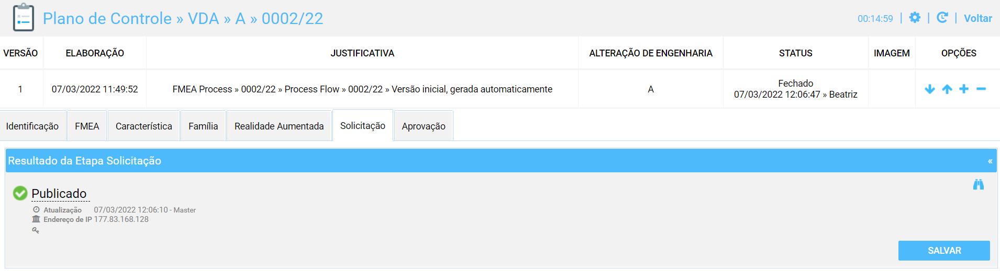 Plano de Controle » VDA » A » 0002/22
00:14:59 | | | Voltar
VERSÃO ELABORAÇÃO JUSTIFICATIVA ALTERAÇÃO DE ENGENHARIA STATUS IMAGEM OPÇÕES
1 07/03/2022 11:49:52 FMEA Process » 0002/22 » Process Flow » 0002/22 » Versão inicial, gerada automaticamente A Fechado
07/03/2022 12:06:47 » Beatriz
Identificação FMEA Característica Família Realidade Aumentada Solicitação Aprovação
Resultado da Etapa Solicitação «
Publicado
Atualização 07/03/2022 12:06:10 - Master
Endereço de IP 177.83.168.128
SALVAR